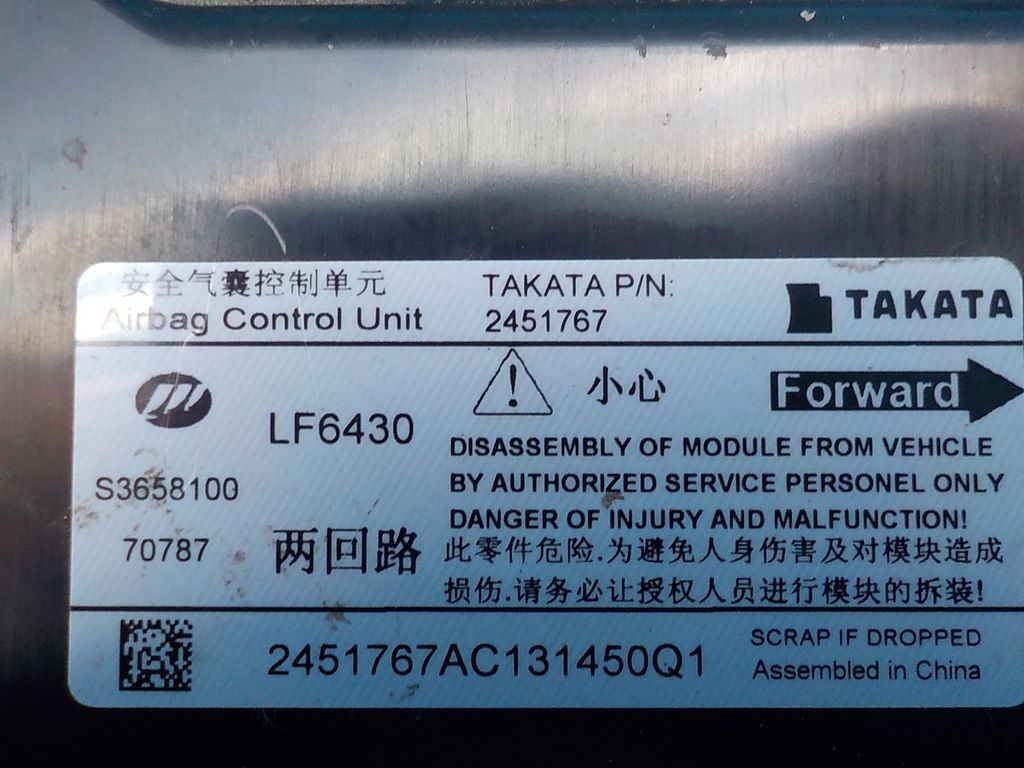 安全气囊控制单元
Airbag Control Unit
TAKATA P/N:
2451767
TAKATA
LF6430
S3658100
70787
两回路
小心
Forward
DISASSEMBLY OF MODULE FROM VEHICLE
BY AUTHORIZED SERVICE PERSONEL ONLY
DANGER OF INJURY AND MALFUNCTION!
此零件危险.为避免人身伤害及对模块造成
损伤.请务必让授权人员进行模块的拆装!
2451767AC131450Q1
SCRAP IF DROPPED
Assembled in China